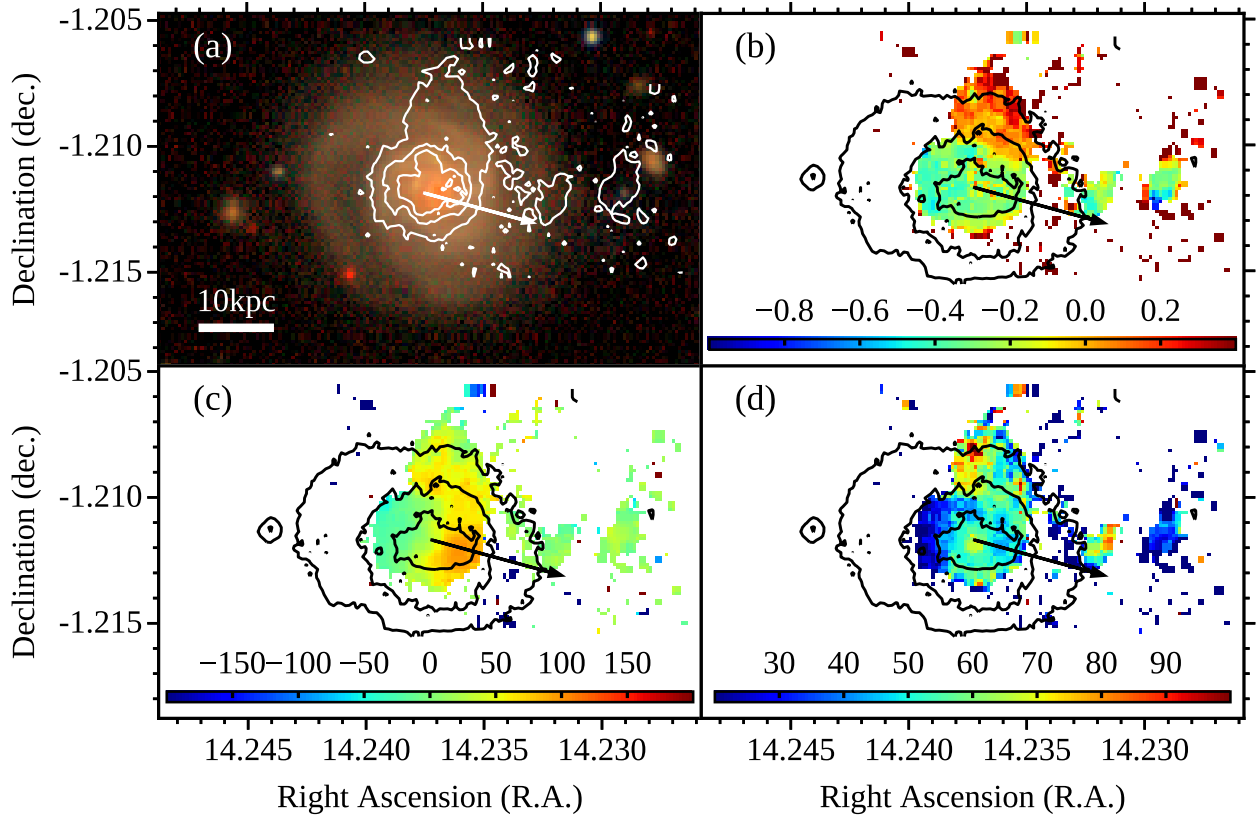 (a)
10kpc
-1.205
-1.210
-1.215
Declination (dec.)
(b)
−0.8 −0.6 −0.4 −0.2 0.0 0.2
(c)
−150 −100 −50 0 50 100 150
-1.205
-1.210
-1.215
Declination (dec.)
14.245 14.240 14.235 14.230
Right Ascension (R.A.)
(d)
30 40 50 60 70 80 90
14.245 14.240 14.235 14.230
Right Ascension (R.A.)